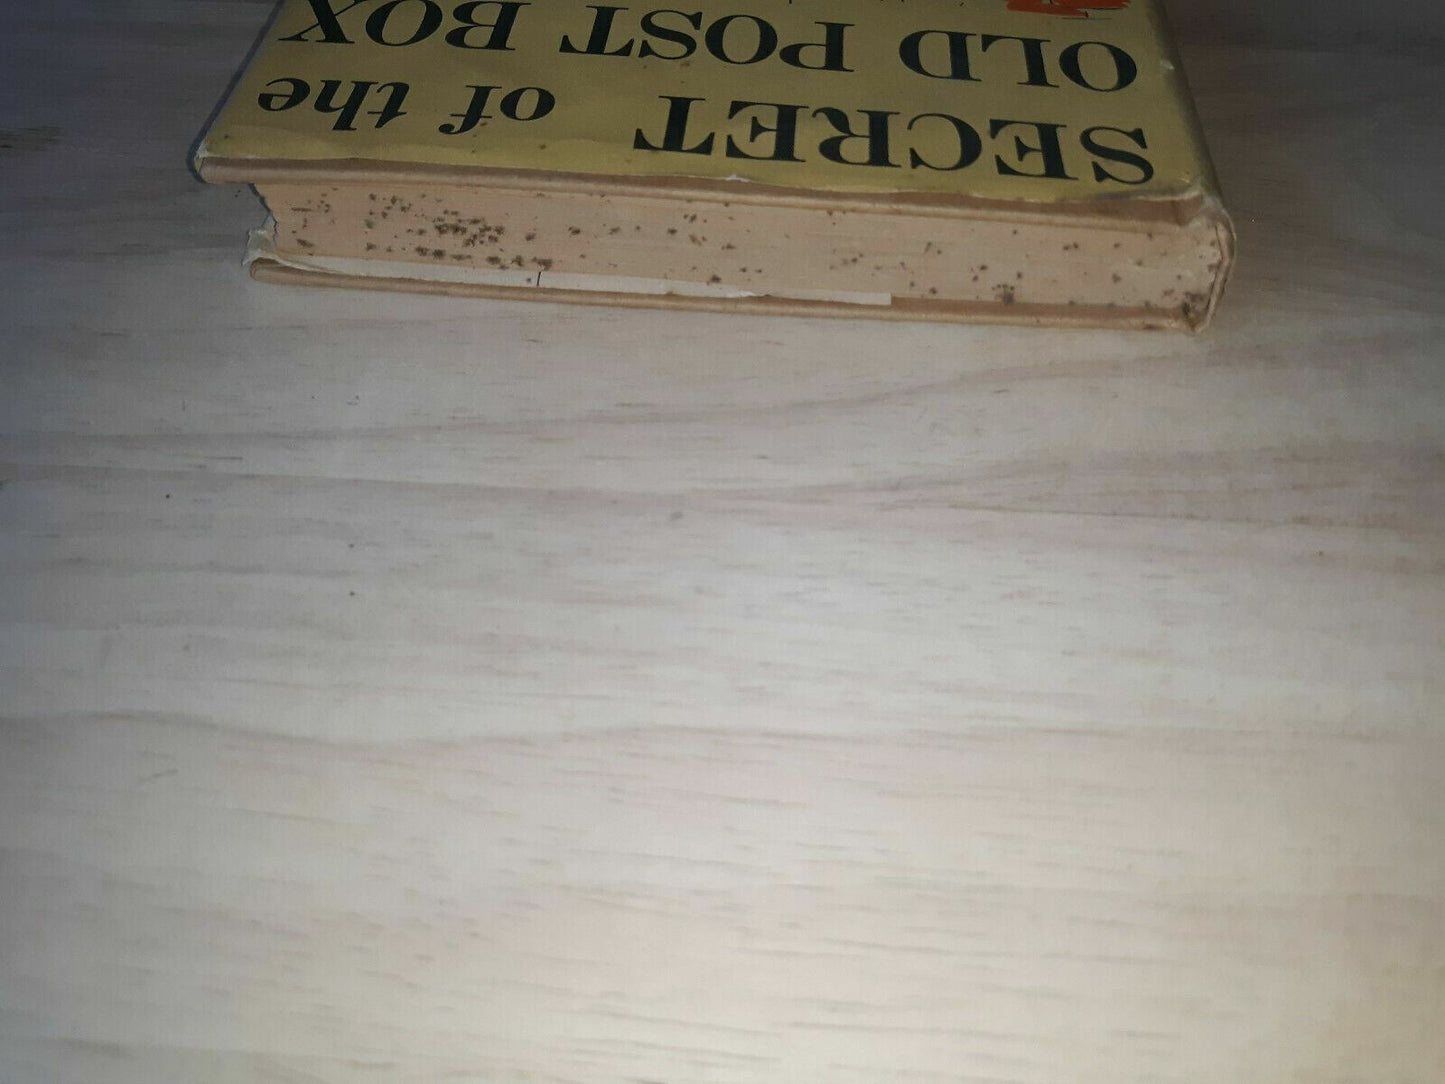 SECRET of the
OLD POST BOX